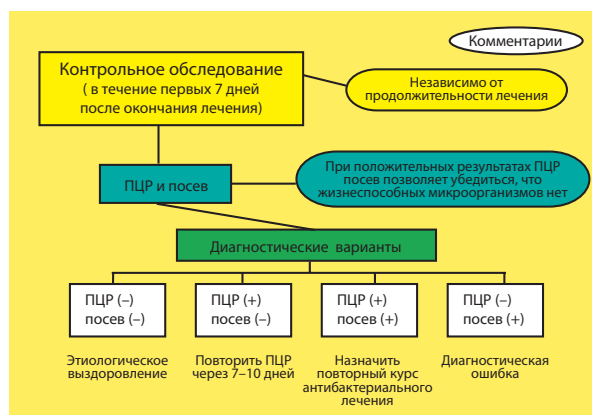 Комментарии
Контрольное обследование
( в течение первых 7 дней
после окончания лечения)
Независимо от
продолжительности лечения
ПЦР и посев
При положительных результатах ПЦР
посев позволяет убедиться, что
жизнеспособных микроорганизмов нет
Диагностические варианты
ПЦР (–)
посев (–)
ПЦР (+)
посев (–)
ПЦР (+)
посев (+)
ПЦР (–)
посев (+)
Этиологическое
выздоровление
Повторить ПЦР
через 7–10 дней
Назначить
повторный курс
антибактериального
лечения
Диагностическая
ошибка